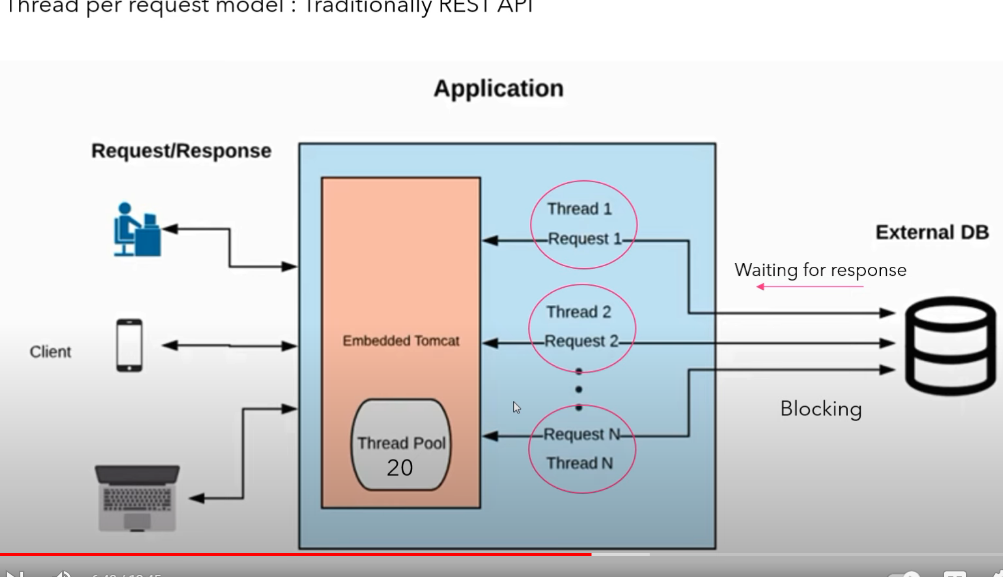 Thread per request model : Traditionally REST API
Application
Request/Response
Client
Embedded Tomcat
Thread Pool
20
Thread 1
Request 1
Thread 2
Request 2
Request N
Thread N
External DB
Waiting for response
Blocking